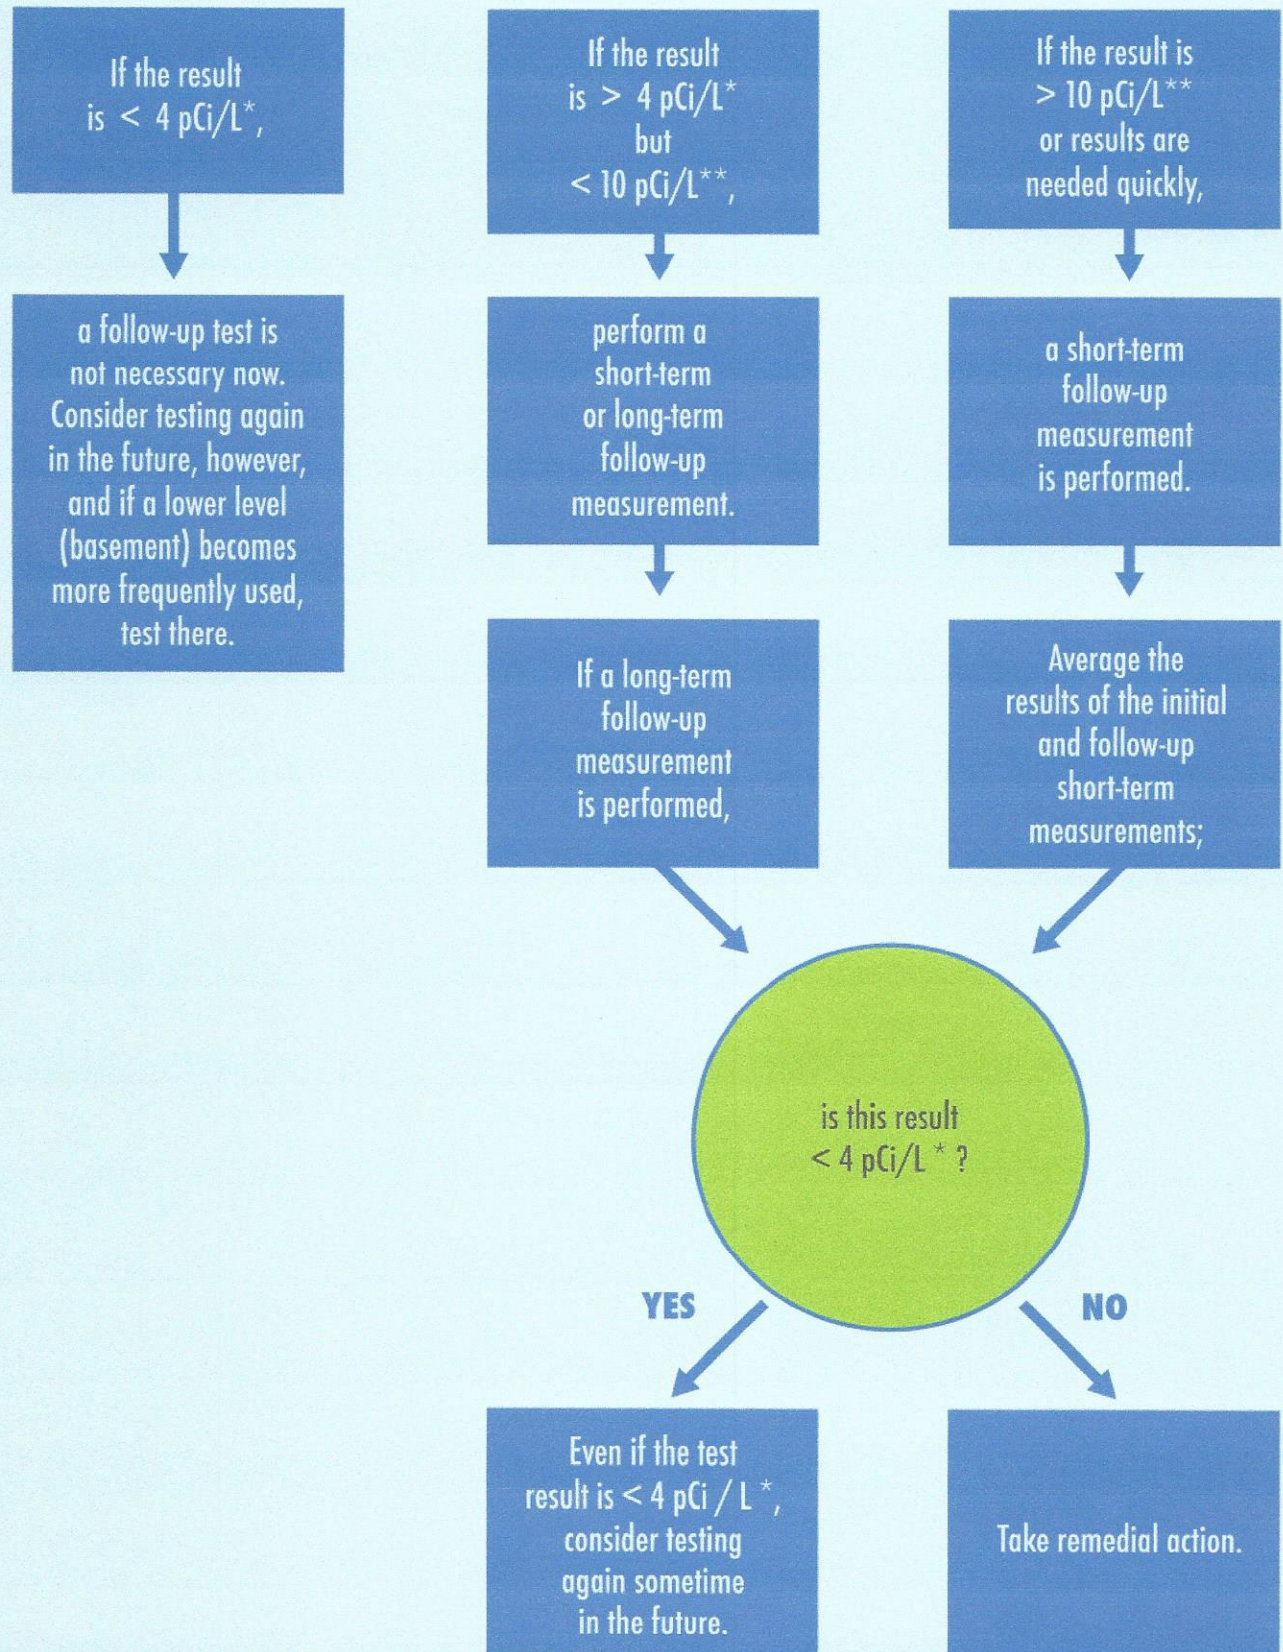 If the result
is < 4 pCi/L*,
a follow-up test is
not necessary now.
Consider testing again
in the future, however,
and if a lower level
(basement) becomes
more frequently used,
test there.
If the result
is > 4 pCi/L*
but
< 10 pCi/L**,
perform a
short-term
or long-term
follow-up
measurement.
If a long-term
follow-up
measurement
is performed,
If the result is
> 10 pCi/L**
or results are
needed quickly,
a short-term
follow-up
measurement
is performed.
Average the
results of the initial
and follow-up
short-term
measurements;
is this result
< 4 pCi/L * ?
YES
NO
Even if the test
result is < 4 pCi / L *,
consider testing
again sometime
in the future.
Take remedial action.